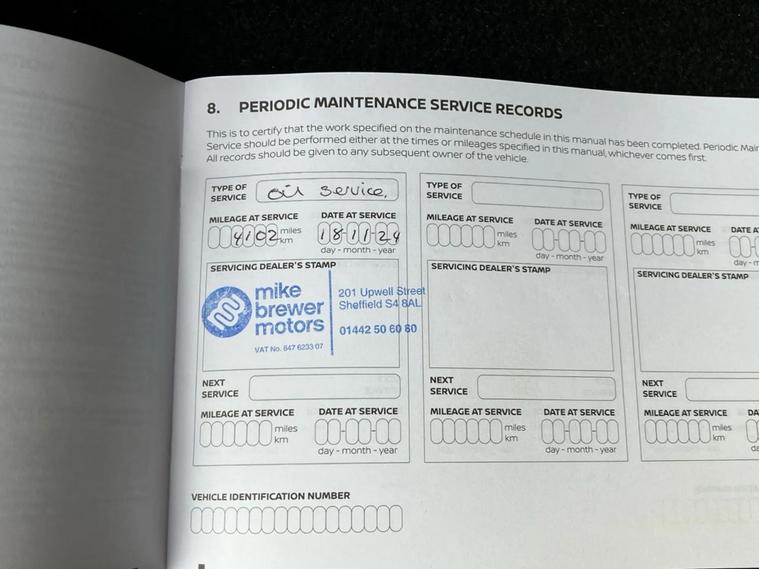 8. PERIODIC MAINTENANCE SERVICE RECORDS
This is to certify that the work specified on the maintenance schedule in this manual has been completed. Periodic
Service should be performed either at the times or mileages specified in this manual, whichever comes first.
All records should be given to any subsequent owner of the vehicle.
TYPE OF SERVICE oil service.
MILEAGE AT SERVICE DATE AT SERVICE
4102 miles km 18-11-24
day - month - year
SERVICING DEALER'S STAMP
mike brewer motors
201 Upwell Street
Sheffield S4 8AL
01442 50 60 60
VAT No. 847 6233 07
NEXT SERVICE
MILEAGE AT SERVICE DATE AT SERVICE
miles km
day - month - year
TYPE OF SERVICE
MILEAGE AT SERVICE DATE AT SERVICE
miles km
day - month - year
SERVICING DEALER'S STAMP
NEXT SERVICE
MILEAGE AT SERVICE DATE AT SERVICE
miles km
day - month - year
TYPE OF SERVICE
MILEAGE AT SERVICE DATE
miles km
day -
SERVICING DEALER'S STAMP
NEXT SERVICE
MILEAGE AT SERVICE
miles km
VEHICLE IDENTIFICATION NUMBER